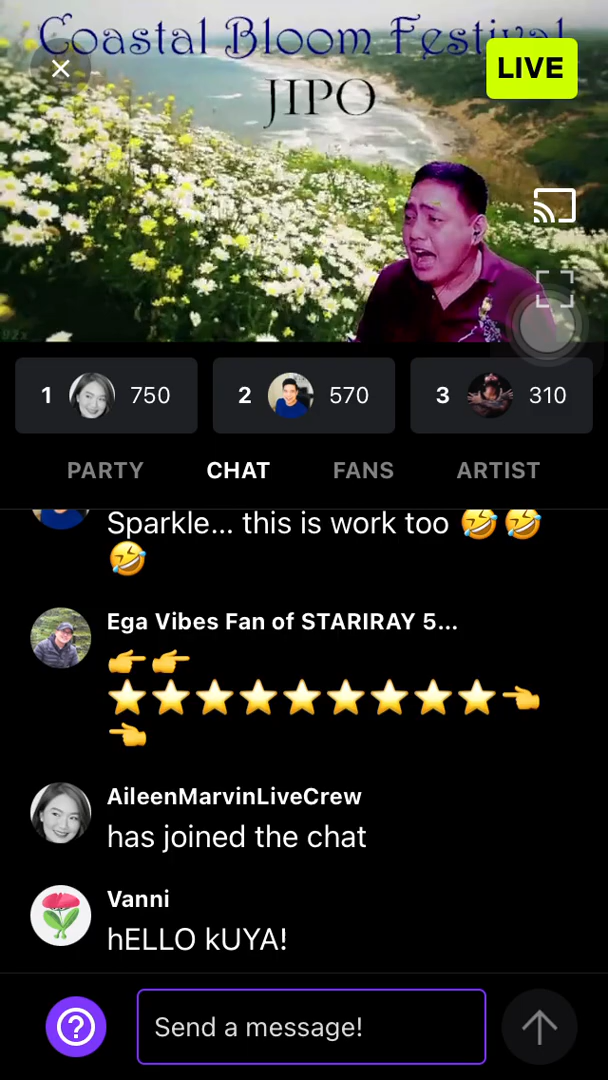 Coastal Bloom Festival
LIVE
JIPO
1 750
2 570
3 310
PARTY CHAT FANS ARTIST
Sparkle... this is work too 🤣🤣
🤣
Ega Vibes Fan of STARIRAY 5...
👉👉
⭐⭐⭐⭐⭐⭐⭐⭐⭐👈
👈
AileenMarvinLiveCrew
has joined the chat
Vanni
hELLO kUYA!
Send a message!